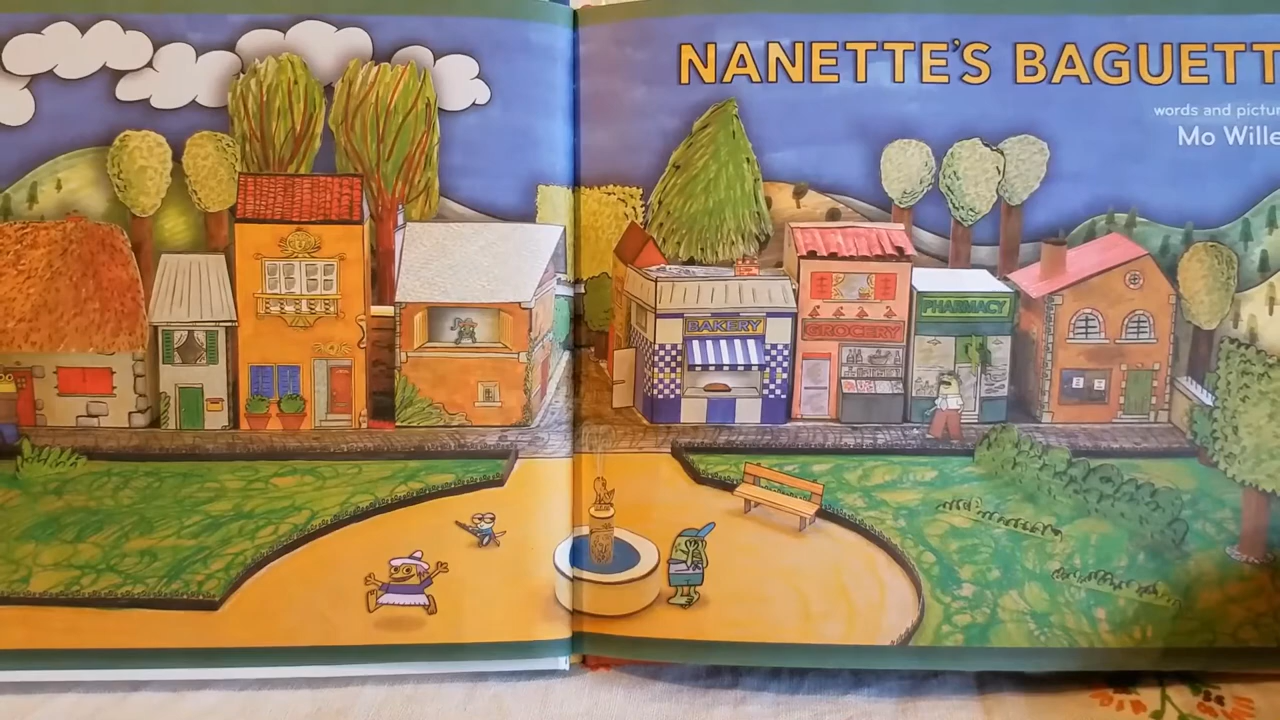 NANETTE'S BAGUETT
words and pictur
Mo Wille
BAKERY
GROCERY
PHARMACY